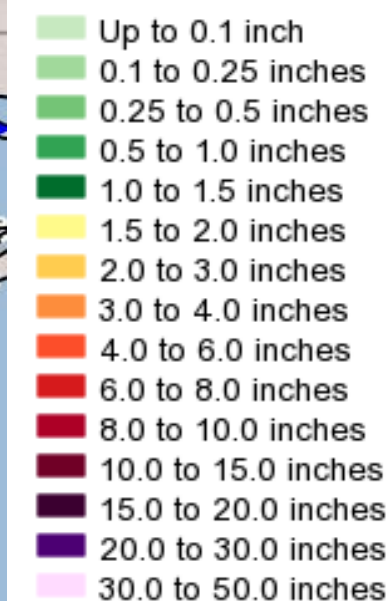 Up to 0.1 inch
0.1 to 0.25 inches
0.25 to 0.5 inches
0.5 to 1.0 inches
1.0 to 1.5 inches
1.5 to 2.0 inches
2.0 to 3.0 inches
3.0 to 4.0 inches
4.0 to 6.0 inches
6.0 to 8.0 inches
8.0 to 10.0 inches
10.0 to 15.0 inches
15.0 to 20.0 inches
20.0 to 30.0 inches
30.0 to 50.0 inches